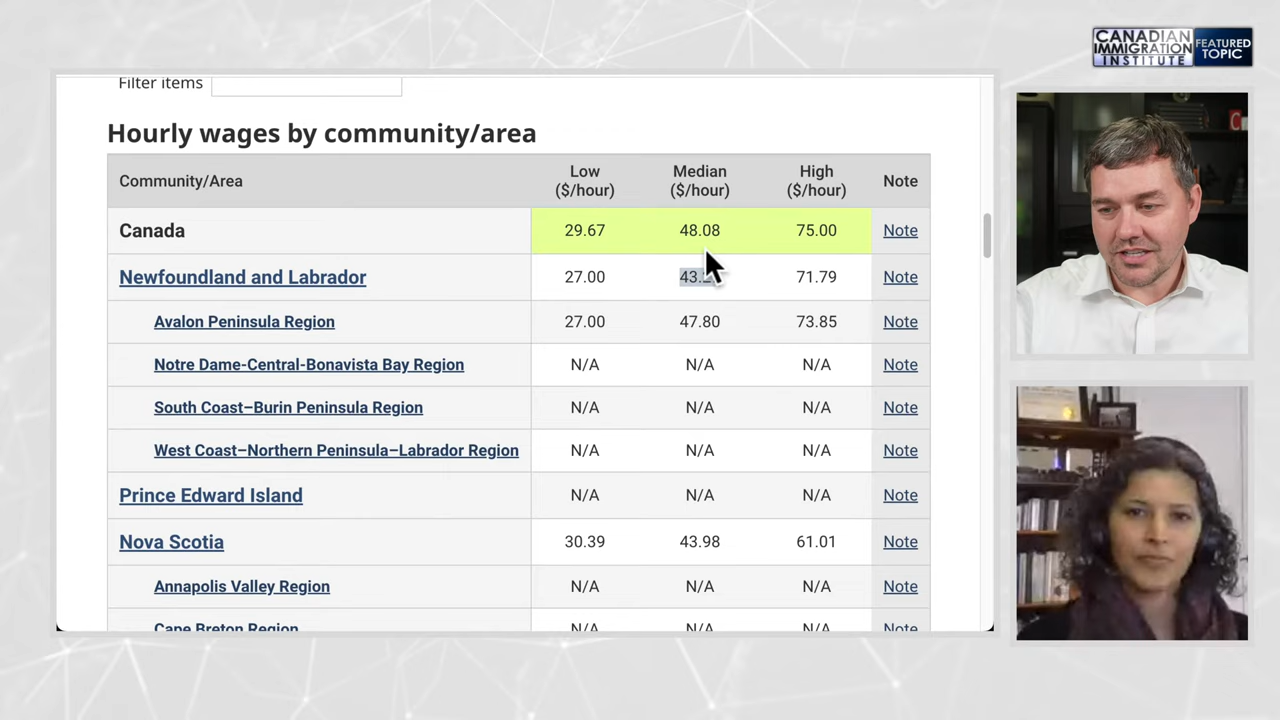 CANADIAN IMMIGRATION INSTITUTE FEATURED TOPIC
Filter items
Hourly wages by community/area
Community/Area Low ($/hour) Median ($/hour) High ($/hour) Note
Canada 29.67 48.08 75.00 Note
Newfoundland and Labrador 27.00 43. 71.79 Note
Avalon Peninsula Region 27.00 47.80 73.85 Note
Notre Dame-Central-Bonavista Bay Region N/A N/A N/A Note
South Coast–Burin Peninsula Region N/A N/A N/A Note
West Coast–Northern Peninsula–Labrador Region N/A N/A N/A Note
Prince Edward Island N/A N/A N/A Note
Nova Scotia 30.39 43.98 61.01 Note
Annapolis Valley Region N/A N/A N/A Note
Cape Breton Region N/A N/A N/A Note